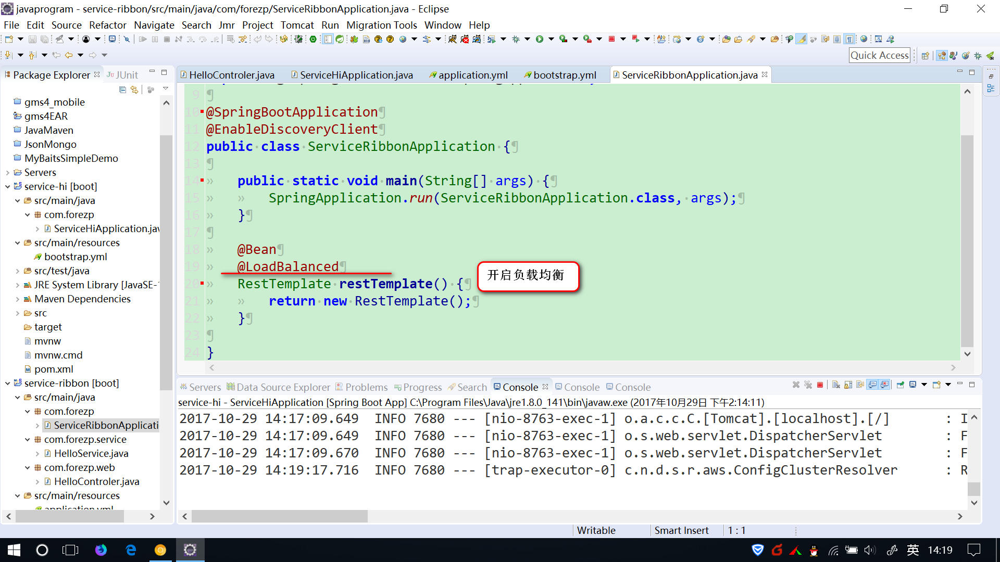 javaprogram - service-ribbon/src/main/java/com/forezp/ServiceRibbonApplication.java - Eclipse
File Edit Source Refactor Navigate Search Jmr Project Tomcat Run Migration Tools Window Help
Quick Access
Package Explorer
JUnit
gms4_mobile
gms4EAR
JavaMaven
JsonMongo
MyBaitsSimpleDemo
Servers
service-hi [boot]
src/main/java
com.forezp
ServiceHiApplication.jav
src/main/resources
bootstrap.yml
src/test/java
JRE System Library [JavaSE-1
Maven Dependencies
src
target
mvnw
mvnw.cmd
pom.xml
service-ribbon [boot]
src/main/java
com.forezp
ServiceRibbonApplicati
com.forezp.service
HelloService.java
com.forezp.web
HelloControler.java
src/main/resources
application.yml
HelloControler.java ServiceHiApplication.java application.yml bootstrap.yml ServiceRibbonApplication.java
9 ¶
10 @SpringBootApplication¶
11 @EnableDiscoveryClient¶
12 public·class·ServiceRibbonApplication·{¶
13 ¶
14 » public·static·void·main(String[]·args)·{¶
15 » » SpringApplication.run(ServiceRibbonApplication.class,·args);¶
16 » }¶
17 ¶
18 » @Bean¶
19 » @LoadBalanced¶
20 » RestTemplate·restTemplate()·{¶
21 » » return·new·RestTemplate();¶
22 » }¶
23 ¶
24 }
开启负载均衡
Servers Data Source Explorer Problems Progress Search Console Console Console
service-hi - ServiceHiApplication [Spring Boot App] C:\Program Files\Java\jre1.8.0_141\bin\javaw.exe (2017年10月29日 下午2:14:11)
2017-10-29 14:17:09.649 INFO 7680 --- [nio-8763-exec-1] o.a.c.c.C.[Tomcat].[localhost].[/] : I
2017-10-29 14:17:09.649 INFO 7680 --- [nio-8763-exec-1] o.s.web.servlet.DispatcherServlet : F
2017-10-29 14:17:09.670 INFO 7680 --- [nio-8763-exec-1] o.s.web.servlet.DispatcherServlet : F
2017-10-29 14:19:17.716 INFO 7680 --- [trap-executor-0] c.n.d.s.r.aws.ConfigClusterResolver : R
Writable Smart Insert 1 : 1
英 14:19